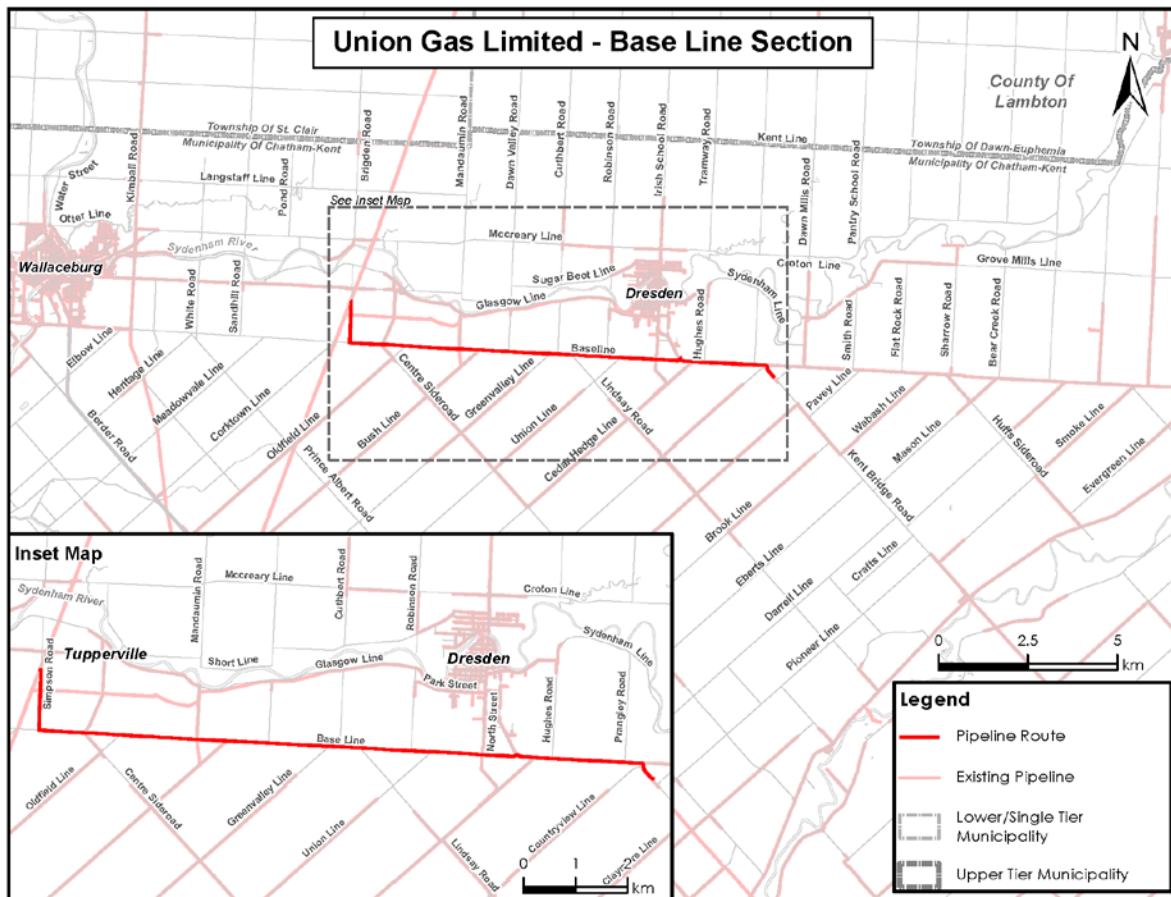 Union Gas Limited - Base Line Section
N
County Of
Lambton
Township Of St. Clair
Municipality Of Chatham-Kent
Kent Line
Township Of Dawn-Euphemia
Municipality Of Chatham-Kent
Water Street
Kimball Road
Otter Line
Langstaff Line
Pond Road
Brigden Road
Mandaumin Road
Dawn Valley Road
Cuthbert Road
Robinson Road
Irish School Road
Tramway Road
Dawn Mills Road
Pantry School Road
See Inset Map
Mccreary Line
Croton Line
Grove Mills Line
Sydenham River
Wallaceburg
White Road
Sandhill Road
Sugar Beet Line
Glasgow Line
Dresden
Sydenham Line
Hughes Road
Baseline
Smith Road
Flat Rock Road
Sharrow Road
Bear Creek Road
Elbow Line
Heritage Line
Meadowvale Line
Corktown Line
Border Road
Oldfield Line
Prince Albert Road
Bush Line
Centre Sideroad
Greenvalley Line
Union Line
Lindsay Road
Cedar Hedge Line
Pavey Line
Wabash Line
Mason Line
Kent Bridge Road
Huffs Sideroad
Smoke Line
Evergreen Line
Brook Line
Eberts Line
Darrell Line
Crafts Line
Pioneer Line
0 2.5 5
km
Inset Map
Sydenham River
Mandaumin Road
Mccreary Line
Cuthbert Road
Robinson Road
Croton Line
Sydenham Line
Tupperville
Simpson Road
Short Line
Glasgow Line
Dresden
Park Street
North Street
Hughes Road
Prangley Road
Base Line
Oldfield Line
Centre Sideroad
Greenvalley Line
Union Line
Lindsay Road
Countryview Line
Claymore Line
0 1 2
km
Legend
Pipeline Route
Existing Pipeline
Lower/Single Tier
Municipality
Upper Tier Municipality